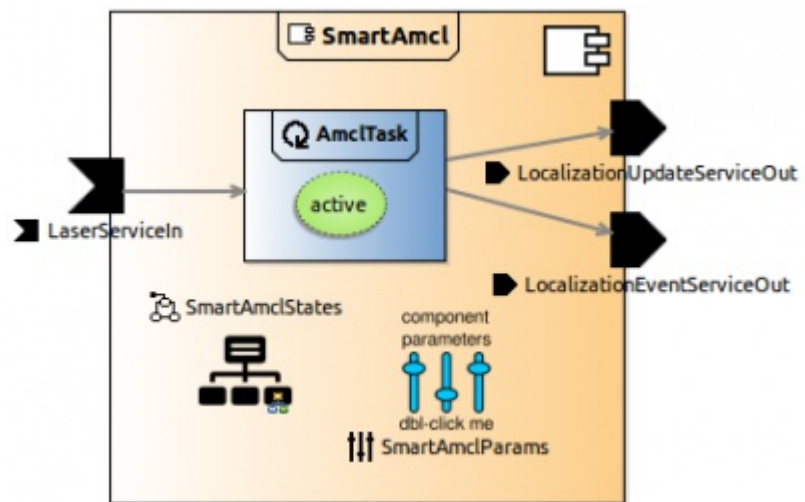 SmartAmcl
AmclTask
active
LocalizationUpdateServiceOut
LaserServiceIn
LocalizationEventServiceOut
SmartAmclStates
component
parameters
dbl-click me
SmartAmclParams